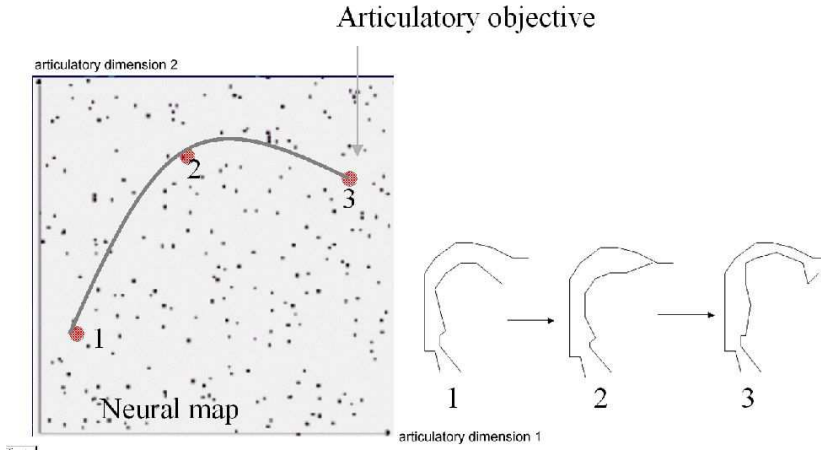 Articulatory objective
articulatory dimension 2
2
3
1
Neural map
1
2
3
articulatory dimension 1